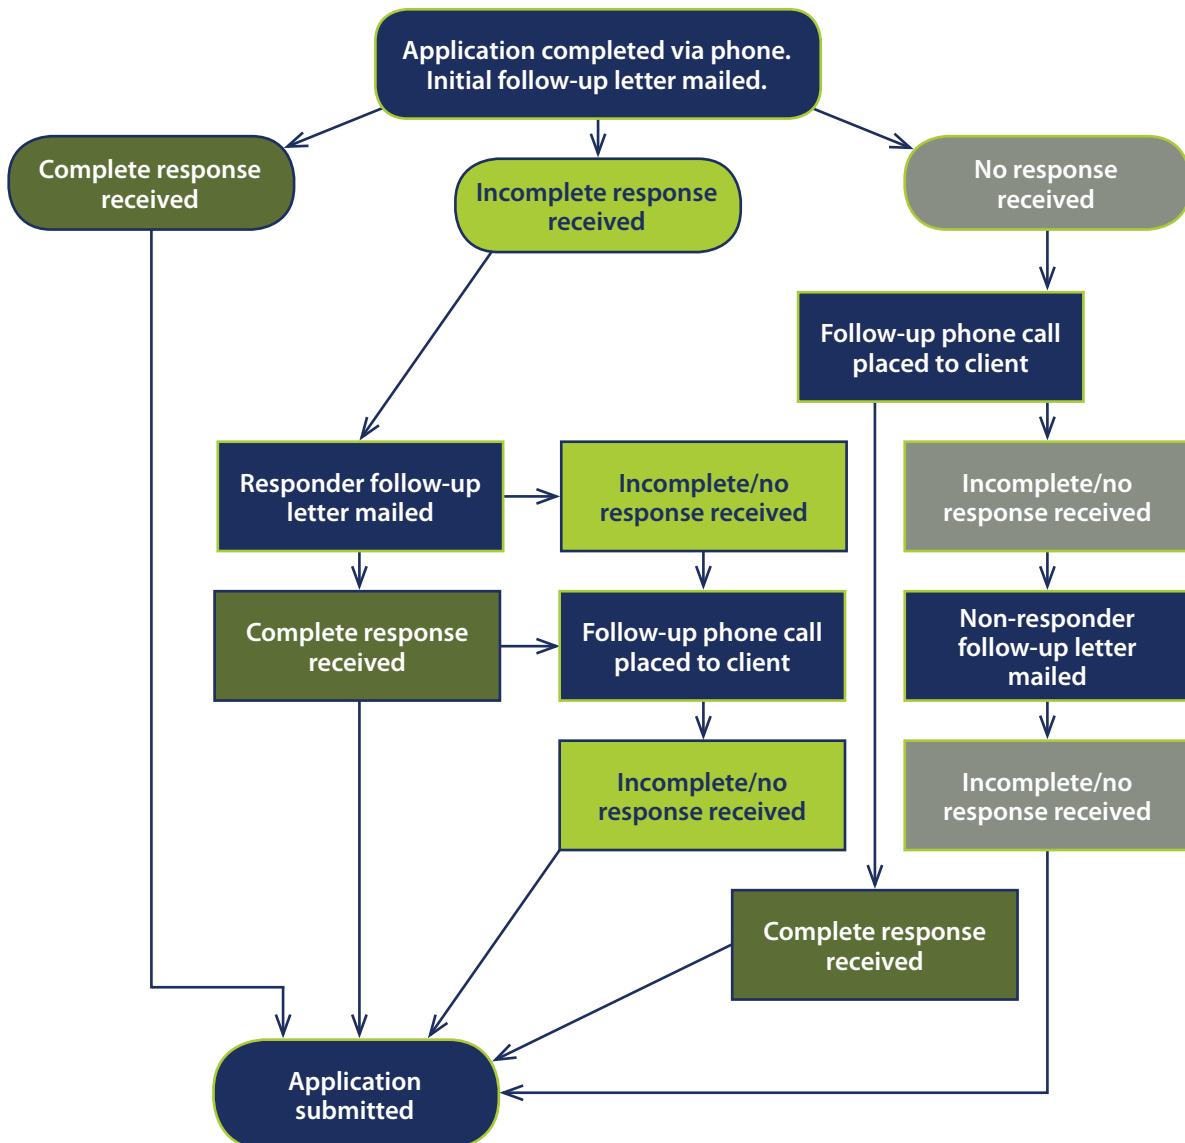 Application completed via phone.
Initial follow-up letter mailed.
Complete response
received
Incomplete response
received
No response
received
Follow-up phone call
placed to client
Responder follow-up
letter mailed
Incomplete/no
response received
Incomplete/no
response received
Complete response
received
Follow-up phone call
placed to client
Non-responder
follow-up letter
mailed
Incomplete/no
response received
Incomplete/no
response received
Complete response
received
Application
submitted